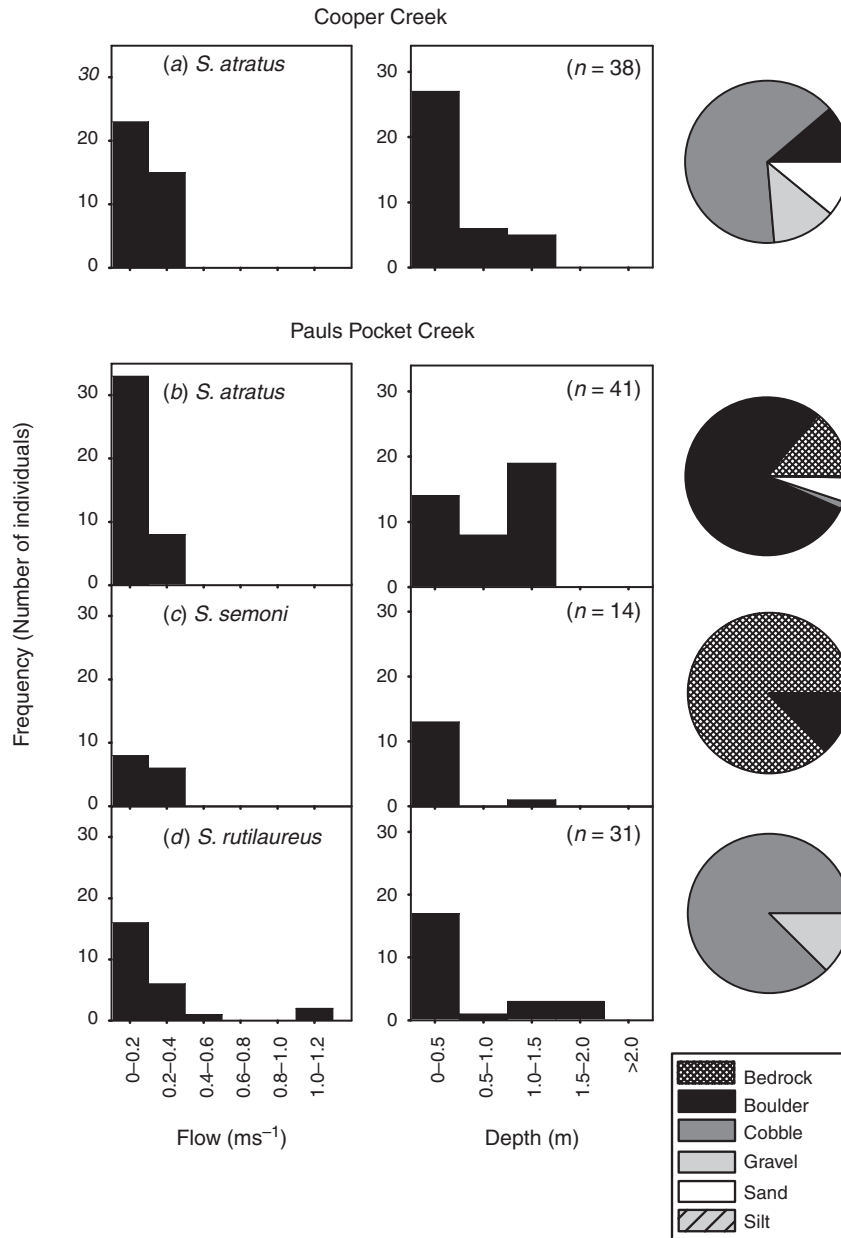 Cooper Creek
(a) S. atratus
(n = 38)
30
20
10
0
30
20
10
0
Pauls Pocket Creek
Frequency (Number of individuals)
(b) S. atratus
(n = 41)
30
20
10
0
30
20
10
0
(c) S. semoni
(n = 14)
30
20
10
0
30
20
10
0
(d) S. rutilaureus
(n = 31)
30
20
10
0
30
20
10
0
0–0.2
0.2–0.4
0.4–0.6
0.6–0.8
0.8–1.0
1.0–1.2
0–0.5
0.5–1.0
1.0–1.5
1.5–2.0
>2.0
Flow (ms⁻¹)
Depth (m)
Bedrock
Boulder
Cobble
Gravel
Sand
Silt